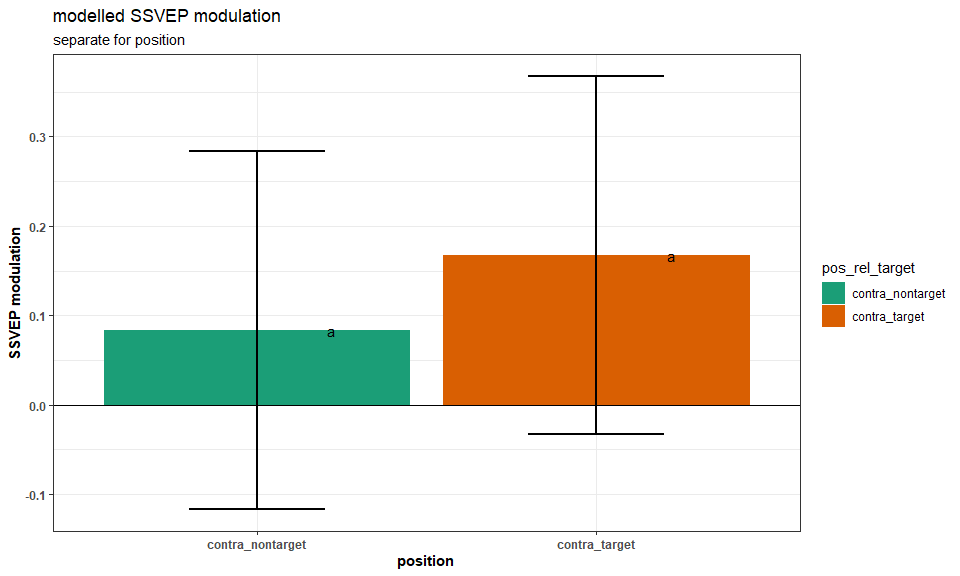 modelled SSVEP modulation
separate for position
SSVEP modulation
0.3
0.2
0.1
0.0
-0.1
a
a
contra_nontarget
contra_target
position
pos_rel_target
contra_nontarget
contra_target